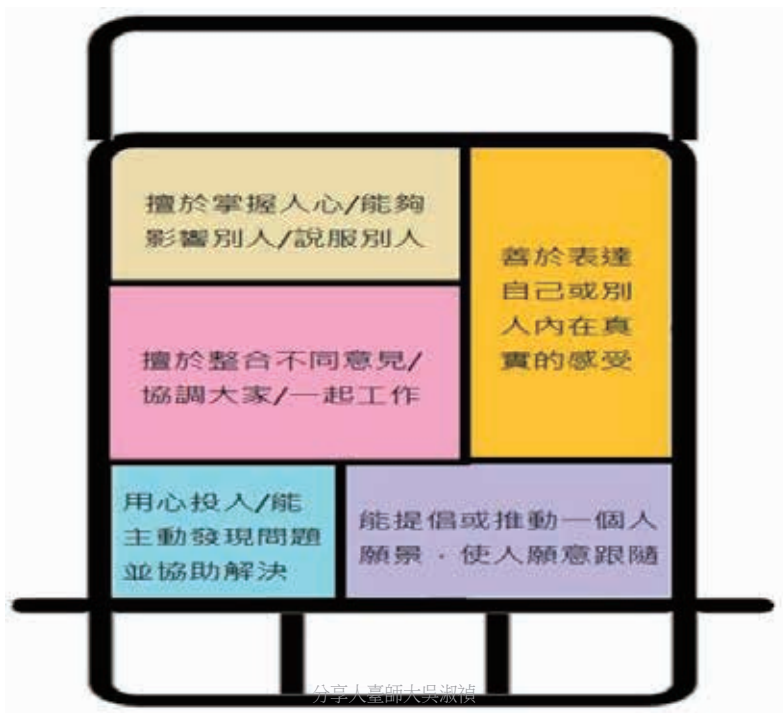 擅於掌握人心/能夠
影響別人/說服別人
善於表達
自己或別
人內在真
實的感受
擅於整合不同意見/
協調大家/一起工作
用心投入/能
主動發現問題
並協助解決
能提倡或推動一個人
願景．使人願意跟隨
分享人臺師大吳淑禎